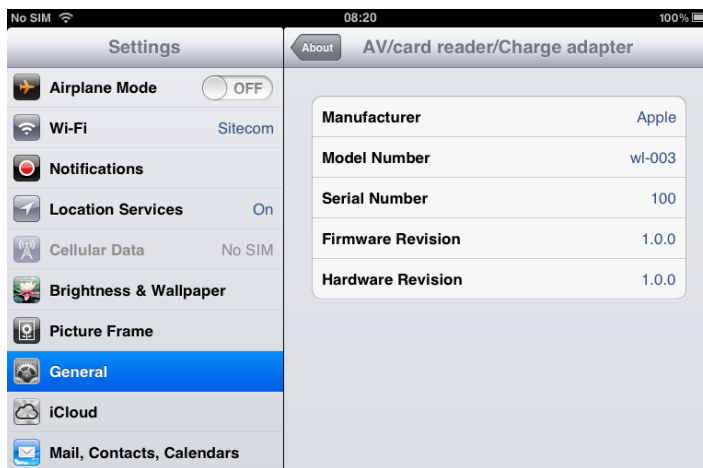 No SIM 08:20 100%
Settings
Airplane Mode OFF
Wi-Fi Sitecom
Notifications
Location Services On
Cellular Data No SIM
Brightness & Wallpaper
Picture Frame
General
iCloud
Mail, Contacts, Calendars
About AV/card reader/Charge adapter
Manufacturer Apple
Model Number wl-003
Serial Number 100
Firmware Revision 1.0.0
Hardware Revision 1.0.0